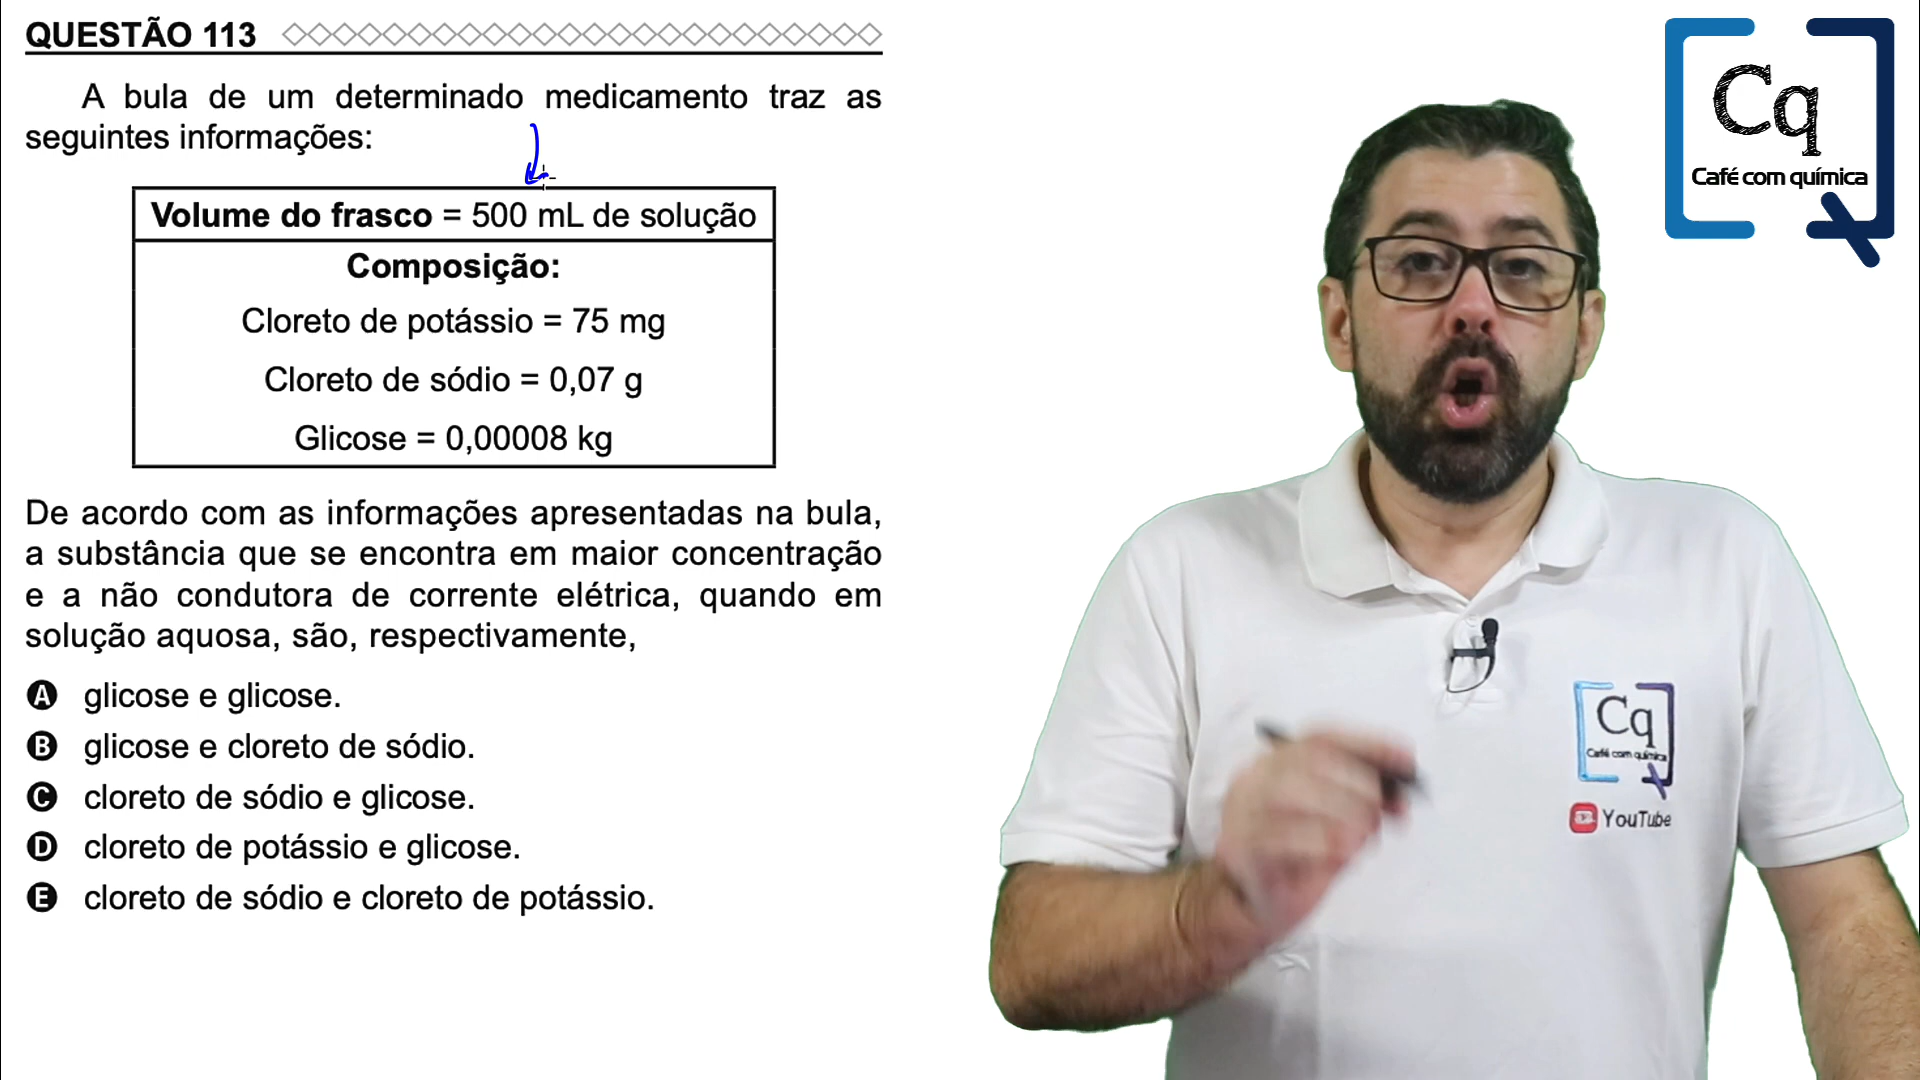 QUESTÃO 113
A bula de um determinado medicamento traz as
seguintes informações:
Volume do frasco = 500 mL de solução
Composição:
Cloreto de potássio = 75 mg
Cloreto de sódio = 0,07 g
Glicose = 0,00008 kg
De acordo com as informações apresentadas na bula,
a substância que se encontra em maior concentração
e a não condutora de corrente elétrica, quando em
solução aquosa, são, respectivamente,
A glicose e glicose.
B glicose e cloreto de sódio.
C cloreto de sódio e glicose.
D cloreto de potássio e glicose.
E cloreto de sódio e cloreto de potássio.
Cq
Café com química
Cq
Café com química
YouTube